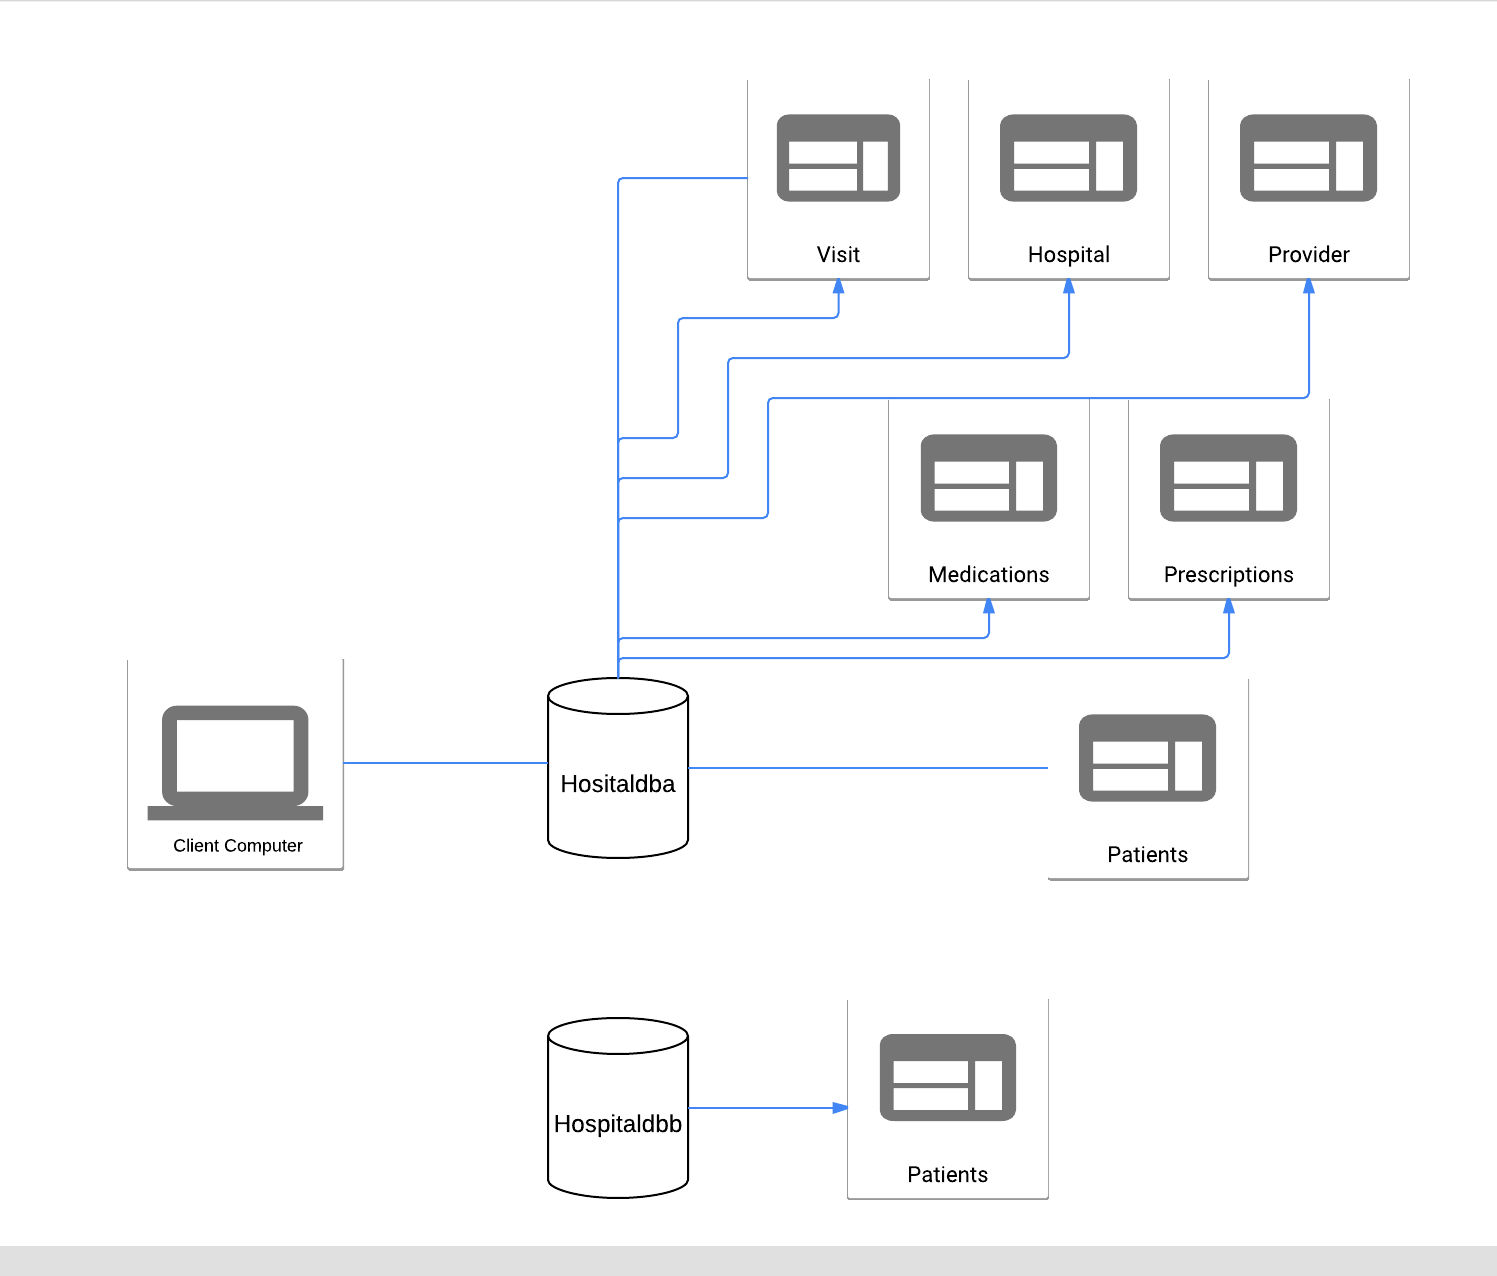 Visit
Hospital
Provider
Medications
Prescriptions
Client Computer
Hositaldba
Patients
Hospitaldbb
Patients